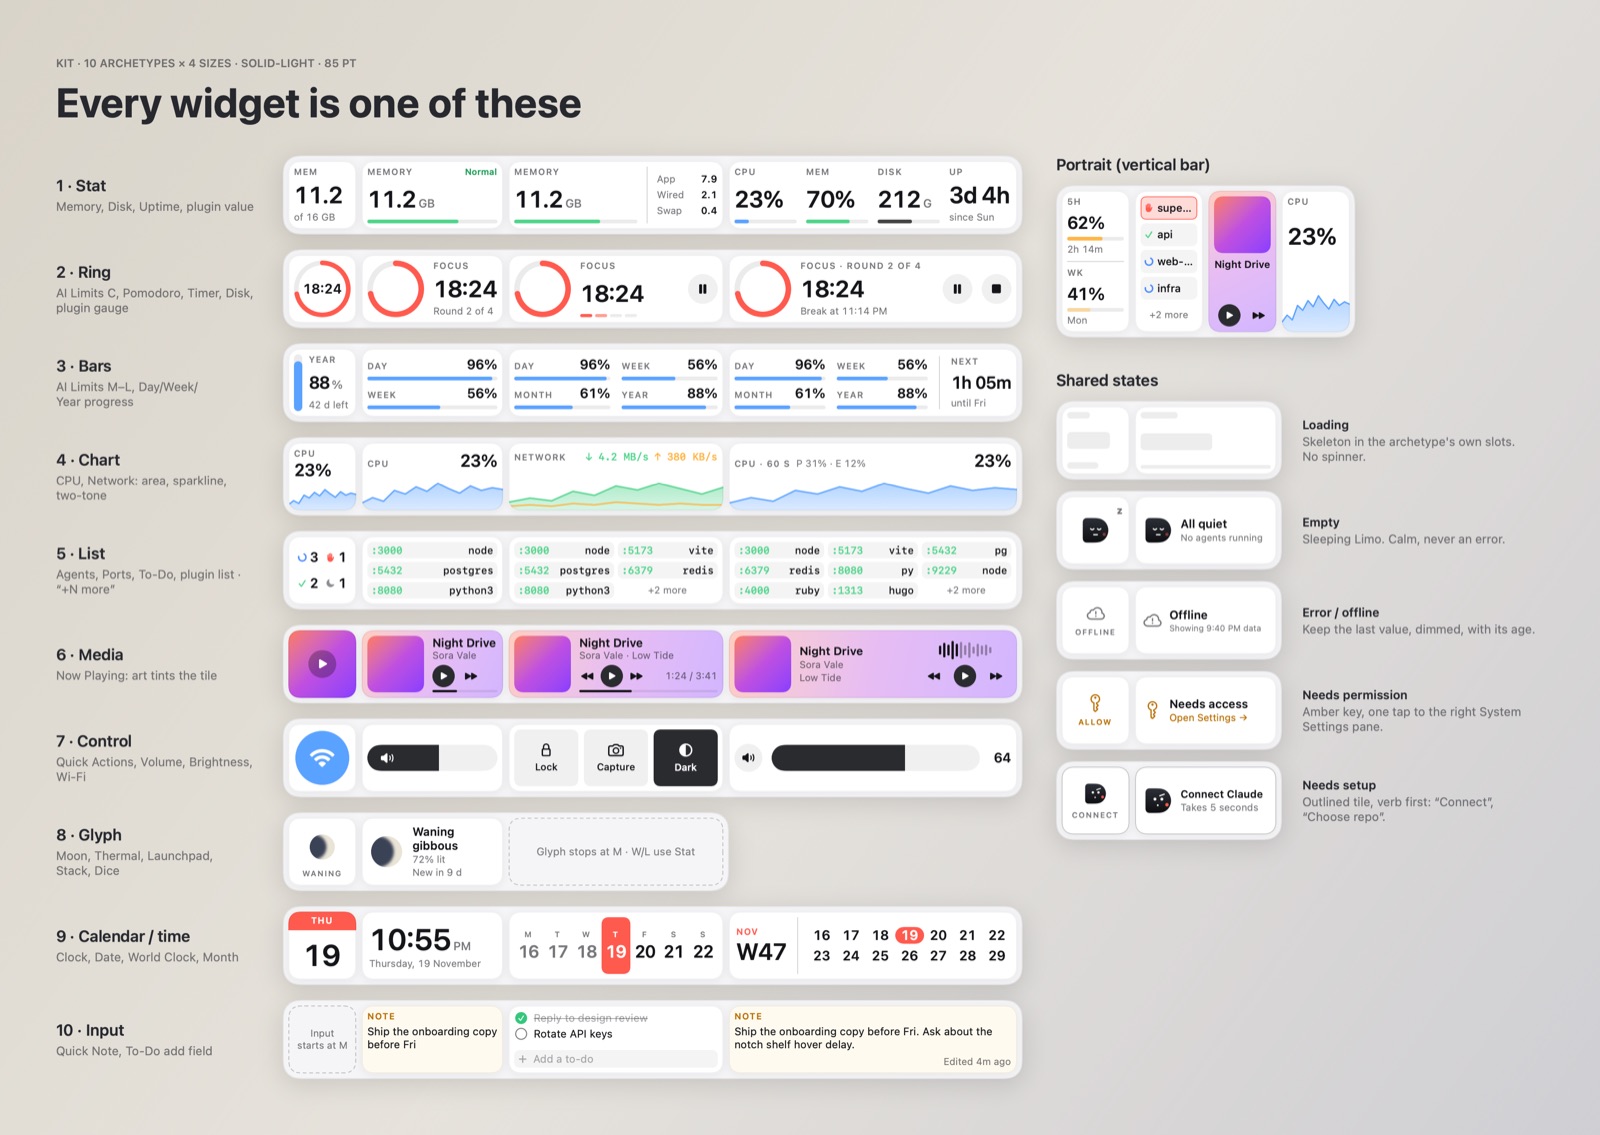 KIT · 10 ARCHETYPES × 4 SIZES · SOLID-LIGHT · 85 PT
Every widget is one of these
1 · Stat
Memory, Disk, Uptime, plugin value
MEM
11.2
of 16 GB
MEMORY Normal
11.2 GB
MEMORY
11.2 GB
App 7.9
Wired 2.1
Swap 0.4
CPU
23%
MEM
70%
DISK
212 G
UP
3d 4h
since Sun
2 · Ring
AI Limits C, Pomodoro, Timer, Disk,
plugin gauge
18:24
FOCUS
18:24
Round 2 of 4
FOCUS
18:24
FOCUS · ROUND 2 OF 4
18:24
Break at 11:14 PM
3 · Bars
AI Limits M–L, Day/Week/
Year progress
YEAR
88 %
42 d left
DAY 96%
WEEK 56%
DAY 96% WEEK 56%
MONTH 61% YEAR 88%
DAY 96% WEEK 56%
MONTH 61% YEAR 88%
NEXT
1h 05m
until Fri
4 · Chart
CPU, Network: area, sparkline,
two-tone
CPU
23%
CPU 23%
NETWORK ↓ 4.2 MB/s ↑ 380 KB/s
CPU · 60 S P 31% · E 12% 23%
5 · List
Agents, Ports, To-Do, plugin list ·
“+N more”
3 1
2 1
:3000 node
:5432 postgres
:8080 python3
:3000 node :5173 vite
:5432 postgres :6379 redis
:8080 python3 +2 more
:3000 node :5173 vite :5432 pg
:6379 redis :8080 py :9229 node
:4000 ruby :1313 hugo +2 more
6 · Media
Now Playing: art tints the tile
Night Drive
Sora Vale
Night Drive
Sora Vale · Low Tide
1:24 / 3:41
Night Drive
Sora Vale
Low Tide
7 · Control
Quick Actions, Volume, Brightness,
Wi-Fi
Lock
Capture
Dark
64
8 · Glyph
Moon, Thermal, Launchpad,
Stack, Dice
WANING
Waning
gibbous
72% lit
New in 9 d
Glyph stops at M · W/L use Stat
9 · Calendar / time
Clock, Date, World Clock, Month
THU
19
10:55 PM
Thursday, 19 November
M T W T F S S
16 17 18 19 20 21 22
NOV
W47
16 17 18 19 20 21 22
23 24 25 26 27 28 29
10 · Input
Quick Note, To-Do add field
Input
starts at M
NOTE
Ship the onboarding copy
before Fri
Reply to design review
Rotate API keys
+ Add a to-do
NOTE
Ship the onboarding copy before Fri. Ask about the
notch shelf hover delay.
Edited 4m ago
Portrait (vertical bar)
5H
62%
2h 14m
WK
41%
Mon
supe...
api
web-...
infra
+2 more
Night Drive
CPU
23%
Shared states
Loading
Skeleton in the archetype's own slots.
No spinner.
z
All quiet
No agents running
Empty
Sleeping Limo. Calm, never an error.
OFFLINE
Offline
Showing 9:40 PM data
Error / offline
Keep the last value, dimmed, with its age.
ALLOW
Needs access
Open Settings →
Needs permission
Amber key, one tap to the right System
Settings pane.
CONNECT
Connect Claude
Takes 5 seconds
Needs setup
Outlined tile, verb first: “Connect”,
“Choose repo”.